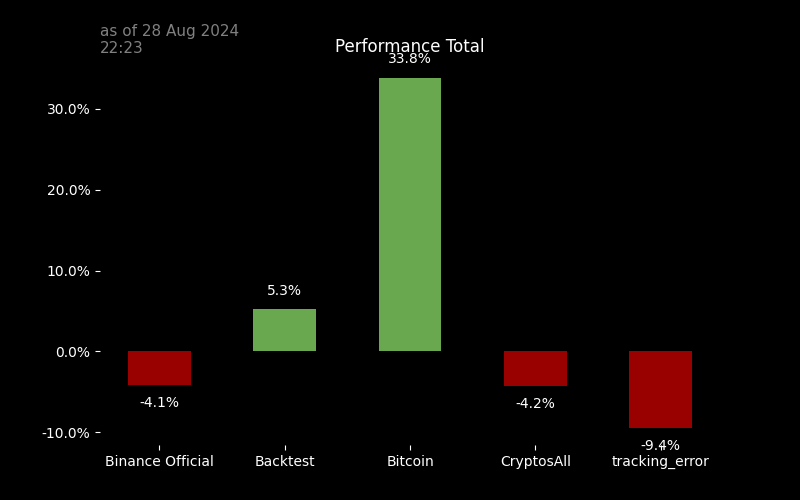 as of 28 Aug 2024
22:23
Performance Total
33.8%
30.0%
20.0%
10.0%
5.3%
0.0%
-4.1%
-4.2%
-10.0%
-9.4%
Binance Official
Backtest
Bitcoin
CryptosAll
tracking_error